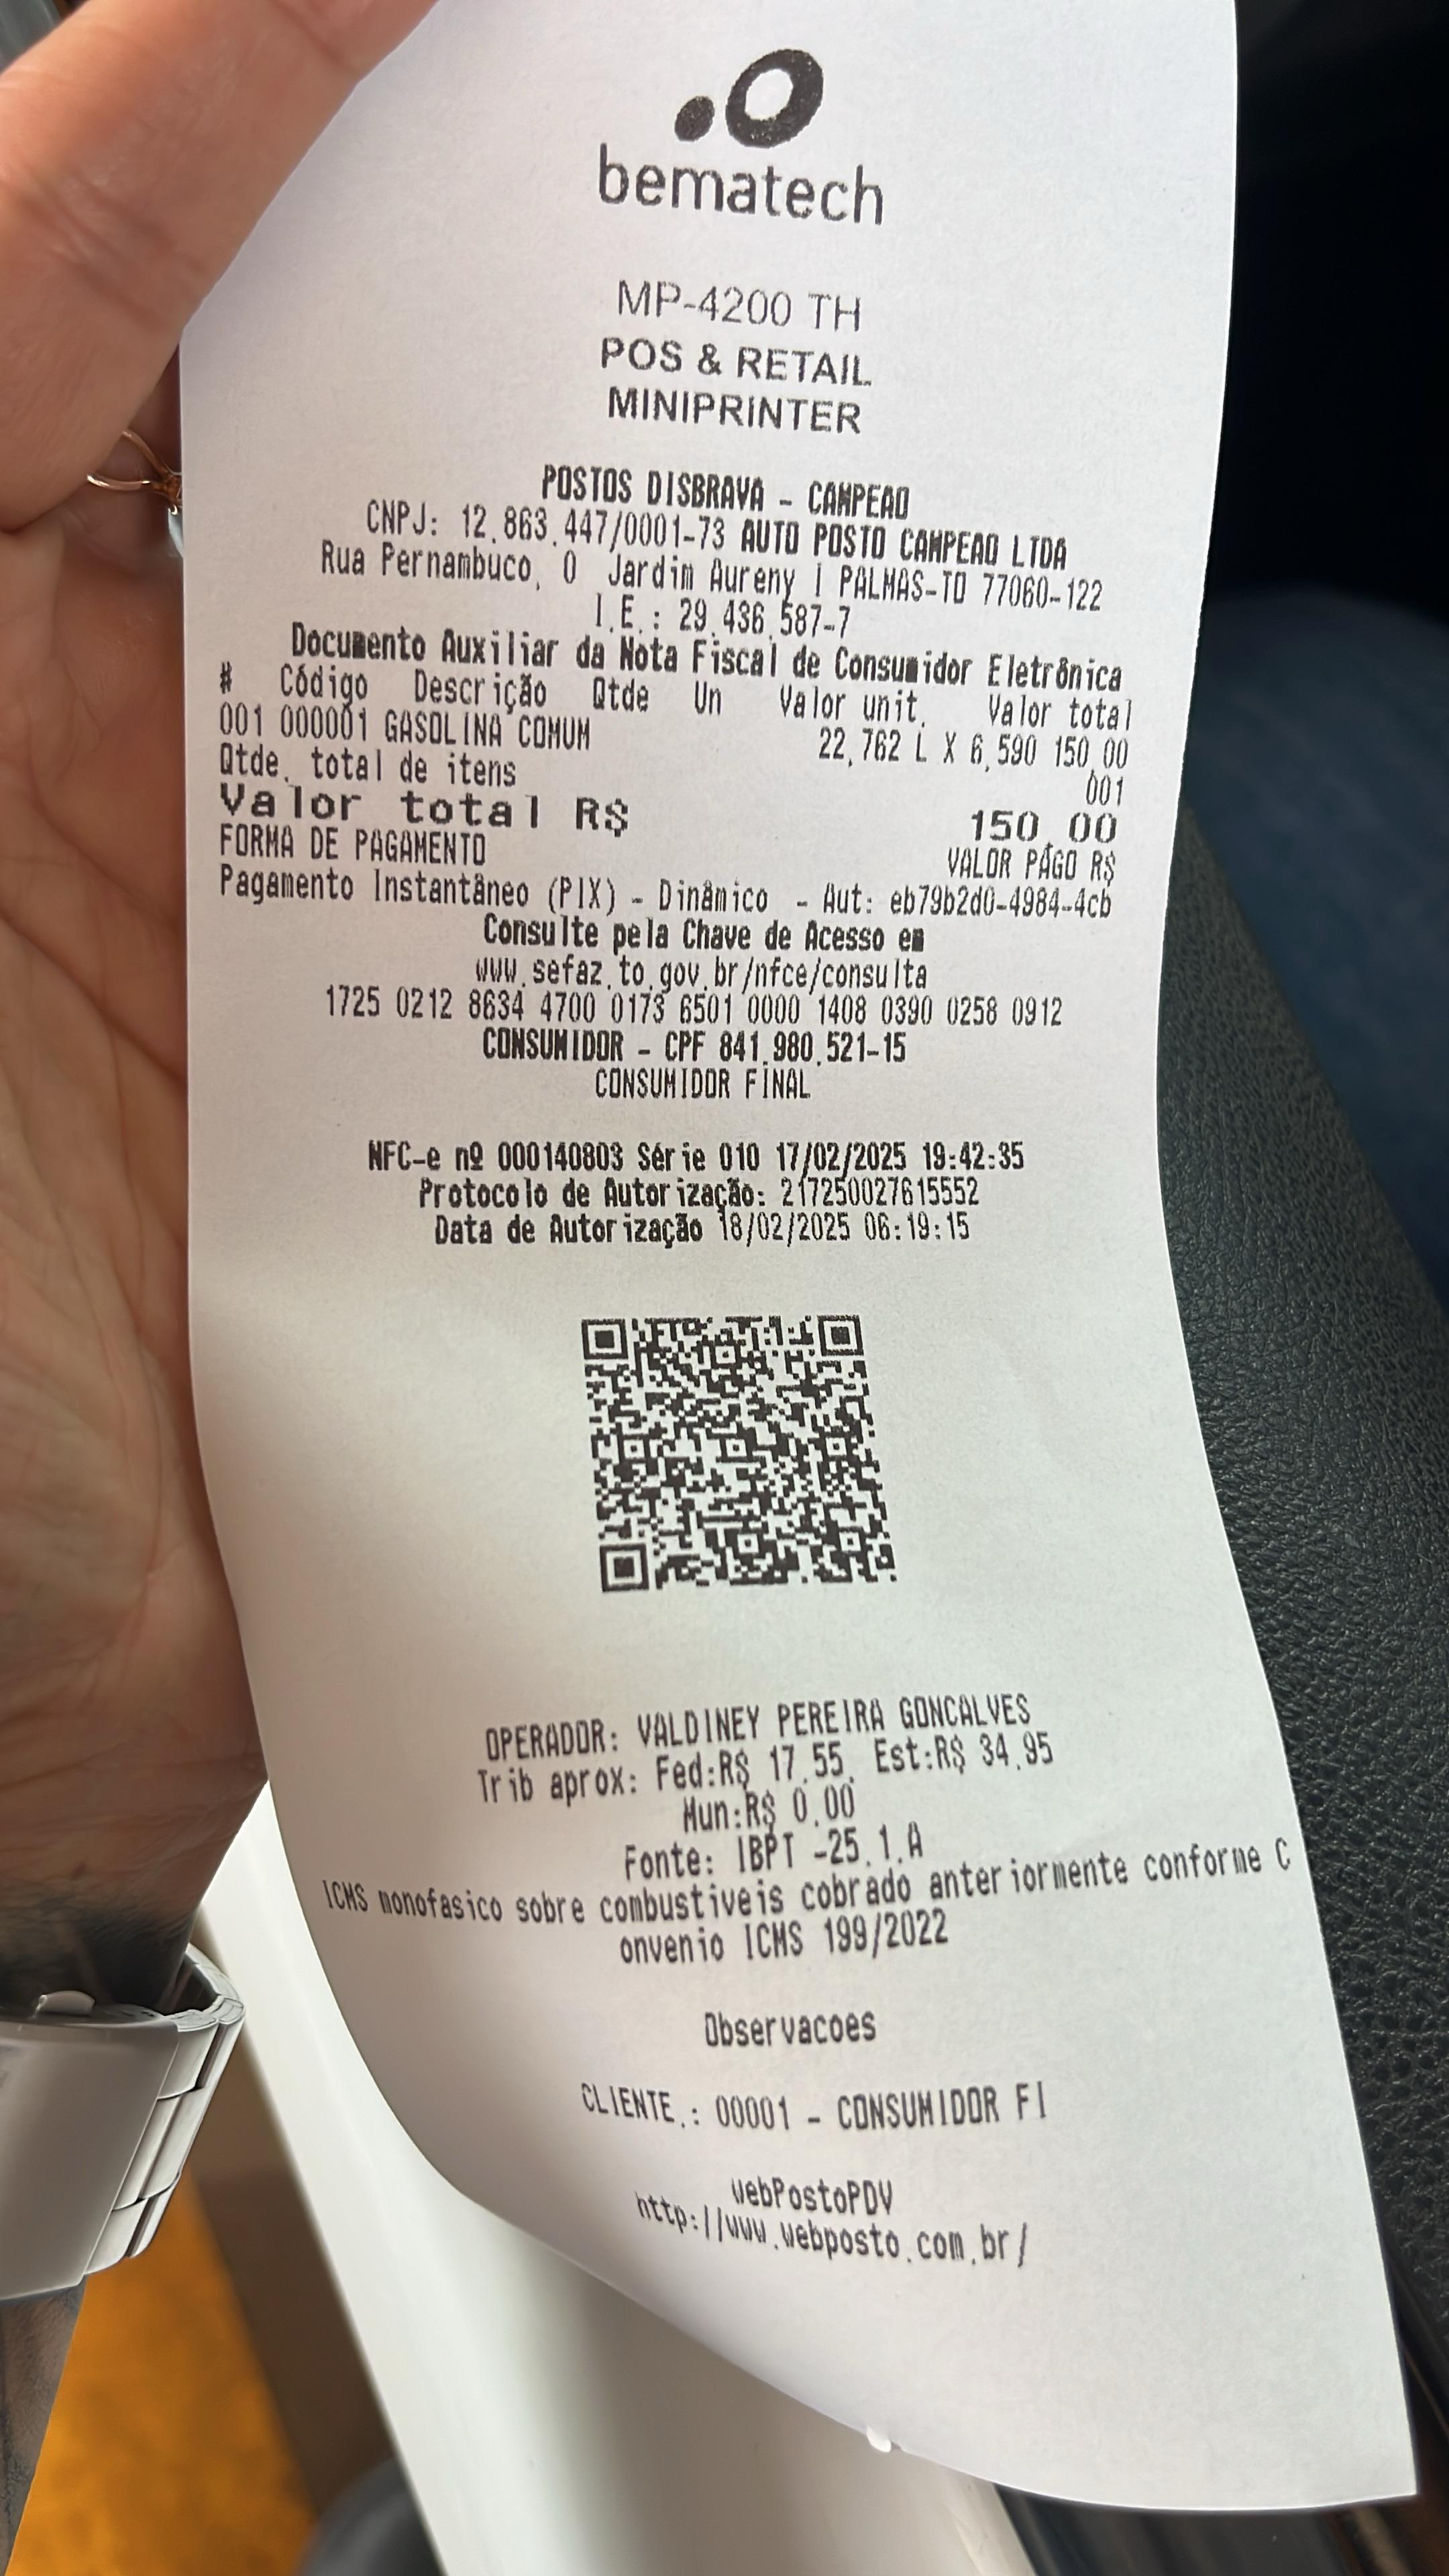 bematech
MP-4200 TH
POS & RETAIL
MINIPRINTER
POSTOS DISBRAVA - CAMPEAO
CNPJ: 12.863.447/0001-73 AUTO POSTO CAMPEAO LTDA
Rua Pernambuco, 0 Jardim Aureny I PALMAS-TO 77060-122
I.E.: 29.436.587-7
Documento Auxiliar da Nota Fiscal de Consumidor Eletrônica
# Código Descrição Qtde Un Valor unit. Valor total
001 000001 GASOLINA COMUM 22,762 L X 6,590 150,00
Qtde. total de itens 001
Valor total R$ 150,00
FORMA DE PAGAMENTO VALOR PAGO R$
Pagamento Instantâneo (PIX) - Dinâmico - Aut: eb79b2d0-4984-4cb
Consulte pela Chave de Acesso em
www.sefaz.to.gov.br/nfce/consulta
1725 0212 8634 4700 0173 6501 0000 1408 0390 0258 0912
CONSUMIDOR - CPF 841.980.521-15
CONSUMIDOR FINAL
NFC-e nº 000140803 Série 010 17/02/2025 19:42:35
Protocolo de Autorização: 217250027615552
Data de Autorização 18/02/2025 06:19:15
OPERADOR: VALDINEY PEREIRA GONCALVES
Trib aprox: Fed:R$ 17.55, Est:R$ 34.95
Mun:R$ 0.00
Fonte: IBPT -25.1.A
ICMS monofasico sobre combustiveis cobrado anteriormente conforme C
onvenio ICMS 199/2022
Observacoes
CLIENTE.: 00001 - CONSUMIDOR FI
webPostoPDV
http://www.webposto.com.br/